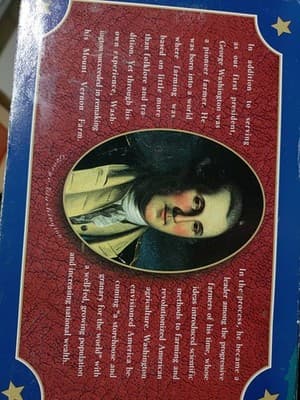 In addition to serving
as our first president,
George Washington was
a pioneer farmer. He
was born into a world
where farming was
based on little more
than folklore and tra-
dition. Yet through his
own experience, Wash-
ington succeeded in remaking
his Mount Vernon Farm.
In the process, he became a
leader among the progressive
farmers of his time, whose
ideas introduced scientific
methods to farming and
revolutionized American
agriculture. Washington
envisioned America be-
coming "a storehouse and
granary for the world" with
a well-fed, growing population
and increasing national wealth.